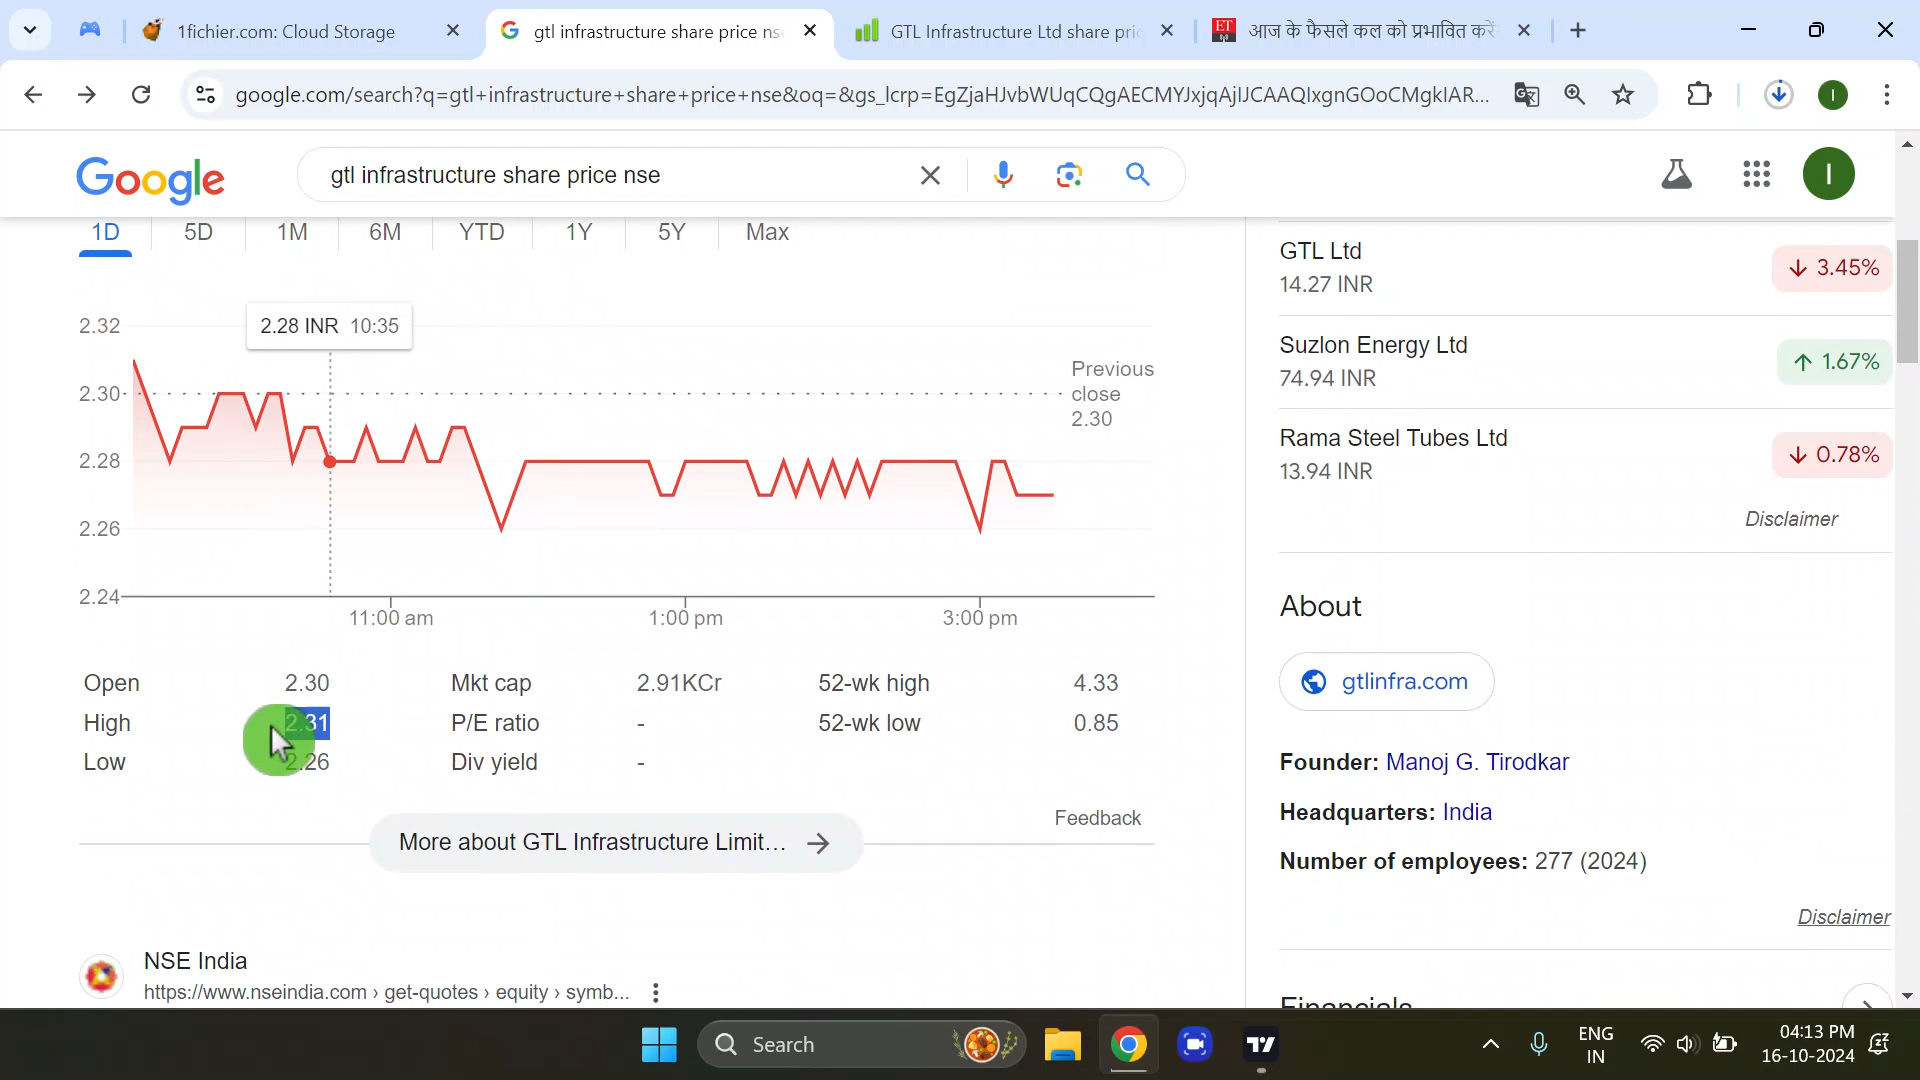 1fichier.com: Cloud Storage
gtl infrastructure share price nse
GTL Infrastructure Ltd share pric
ET
आज के फैसले कल को प्रभावित करें
google.com/search?q=gtl+infrastructure+share+price+nse&oq=&gs_lcrp=EgZjaHJvbWUqCQgAECMYJxjqAjIJCAAQIxgnGOoCMgkIAR...
I
Google
gtl infrastructure share price nse
I
1D
5D
1M
6M
YTD
1Y
5Y
Max
2.28 INR 10:35
2.32
2.30
2.28
2.26
2.24
Previous
close
2.30
11:00 am
1:00 pm
3:00 pm
Open 2.30
High 2.31
Low 2.26
Mkt cap 2.91KCr
P/E ratio -
Div yield -
52-wk high 4.33
52-wk low 0.85
Feedback
More about GTL Infrastructure Limit...
NSE India
https://www.nseindia.com › get-quotes › equity › symb...
GTL Ltd
14.27 INR
3.45%
Suzlon Energy Ltd
74.94 INR
1.67%
Rama Steel Tubes Ltd
13.94 INR
0.78%
Disclaimer
About
gtlinfra.com
Founder: Manoj G. Tirodkar
Headquarters: India
Number of employees: 277 (2024)
Disclaimer
Financials
Search
ENG
IN
04:13 PM
16-10-2024